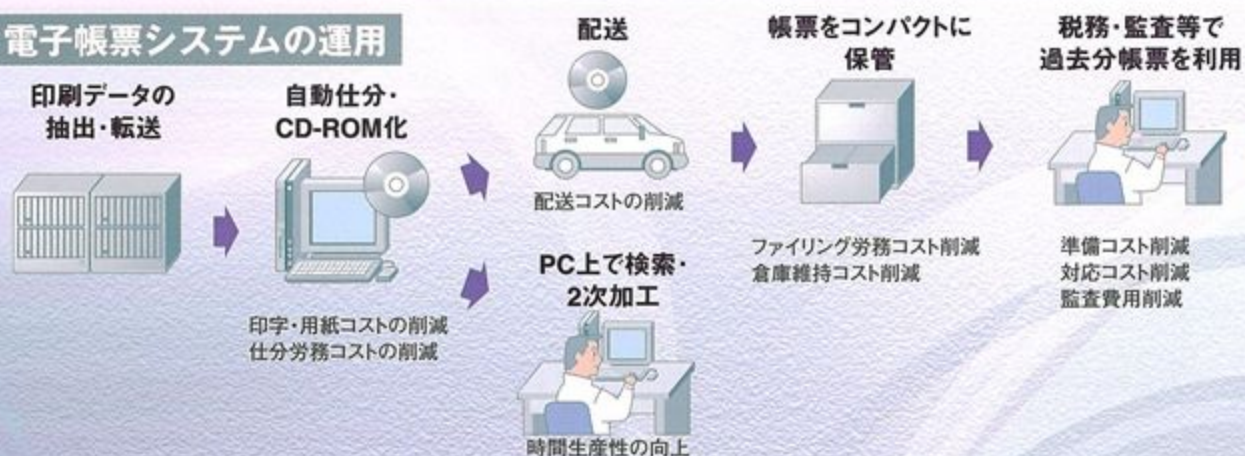 電子帳票システムの運用
印刷データの
抽出・転送
自動仕分・
CD-ROM化
印字・用紙コストの削減
仕分労務コストの削減
配送
配送コストの削減
PC上で検索・
2次加工
時間生産性の向上
帳票をコンパクトに
保管
ファイリング労務コスト削減
倉庫維持コスト削減
税務・監査等で
過去分帳票を利用
準備コスト削減
対応コスト削減
監査費用削減